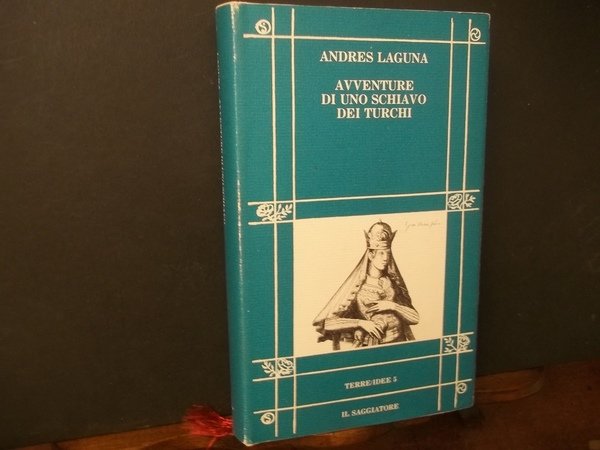 ANDRES LAGUNA
AVVENTURE
DI UNO SCHIAVO
DEI TURCHI
TERRE/IDEE 5
IL SAGGIATORE